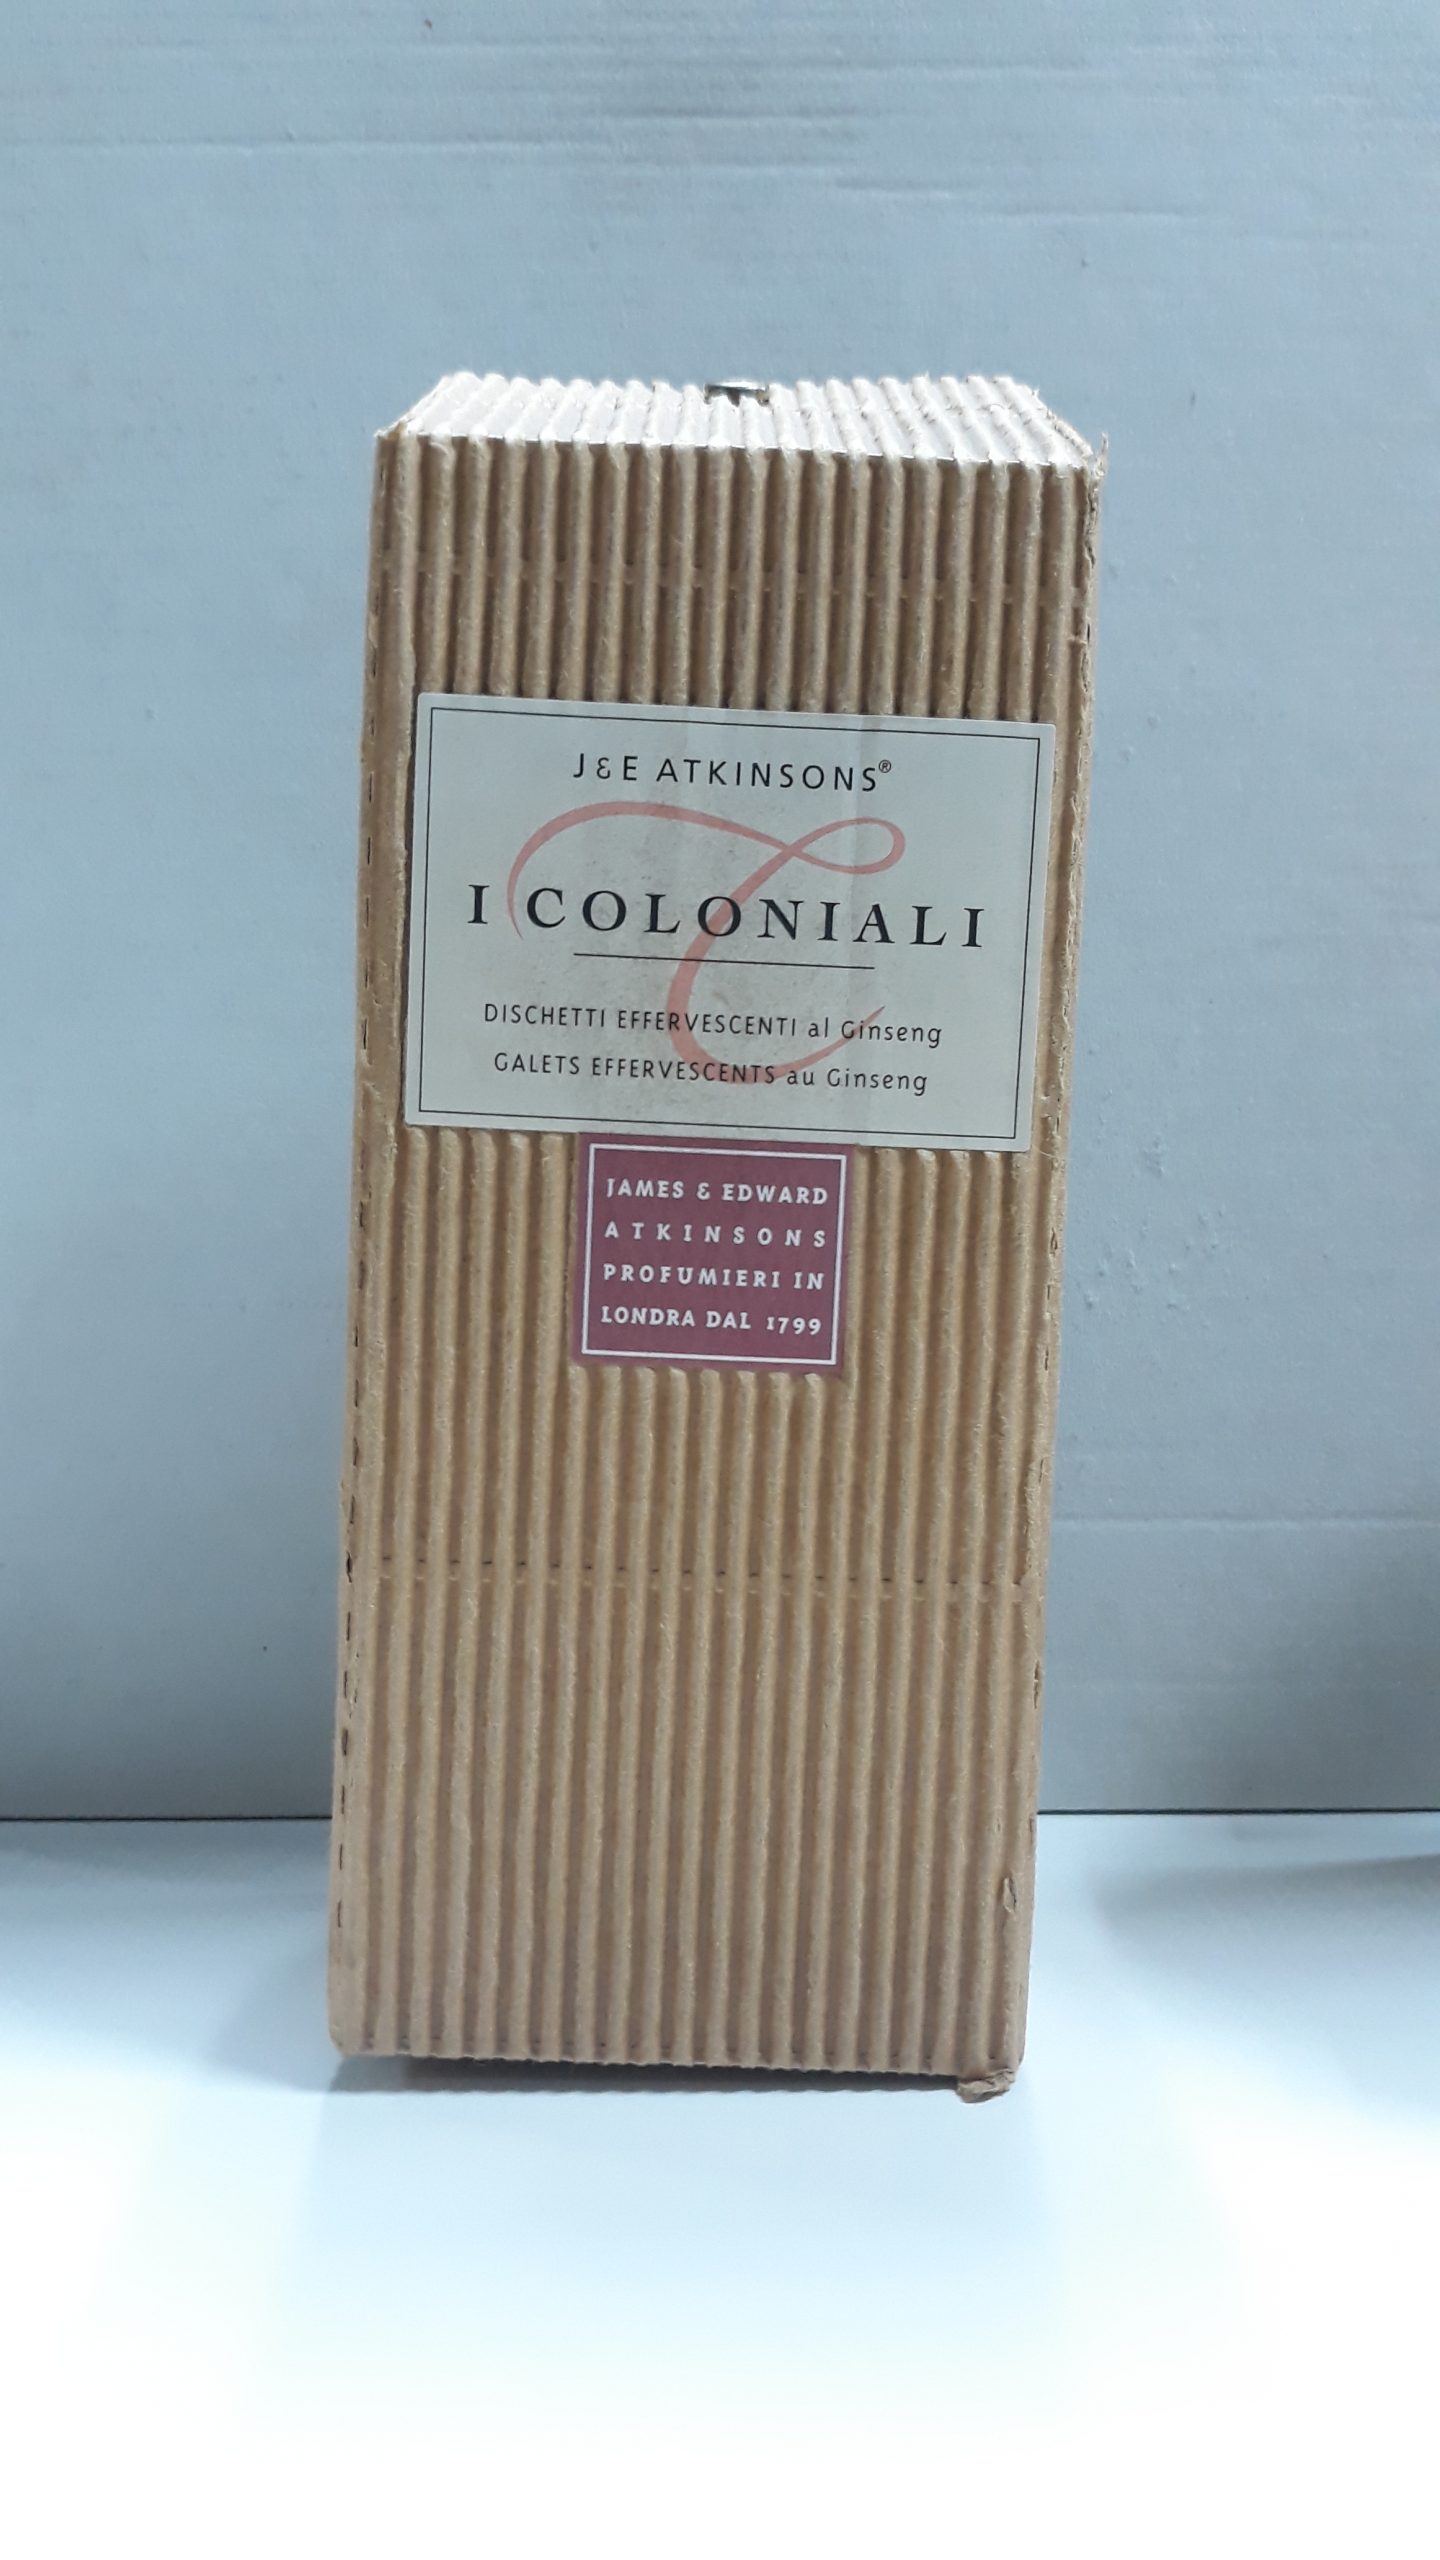 J & E ATKINSONS®
I COLONIALI
DISCHETTI EFFERVESCENTI al Ginseng
GALETS EFFERVESCENTS au Ginseng
JAMES & EDWARD
ATKINSONS
PROFUMIERI IN
LONDRA DAL 1799